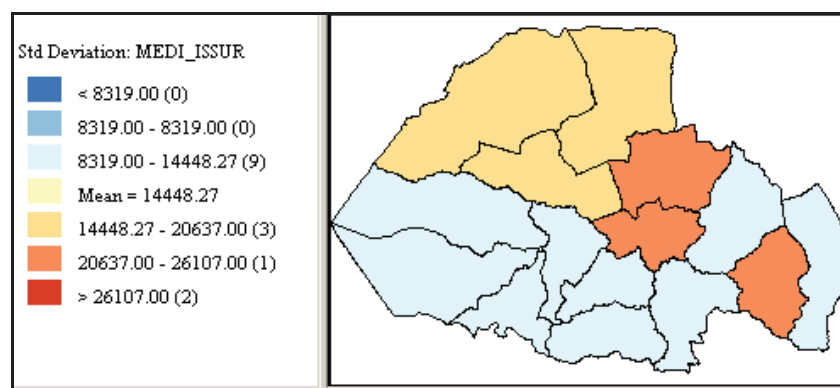 Std Deviation: MEDI_ISSUR
< 8319.00 (0)
8319.00 - 8319.00 (0)
8319.00 - 14448.27 (9)
Mean = 14448.27
14448.27 - 20637.00 (3)
20637.00 - 26107.00 (1)
> 26107.00 (2)